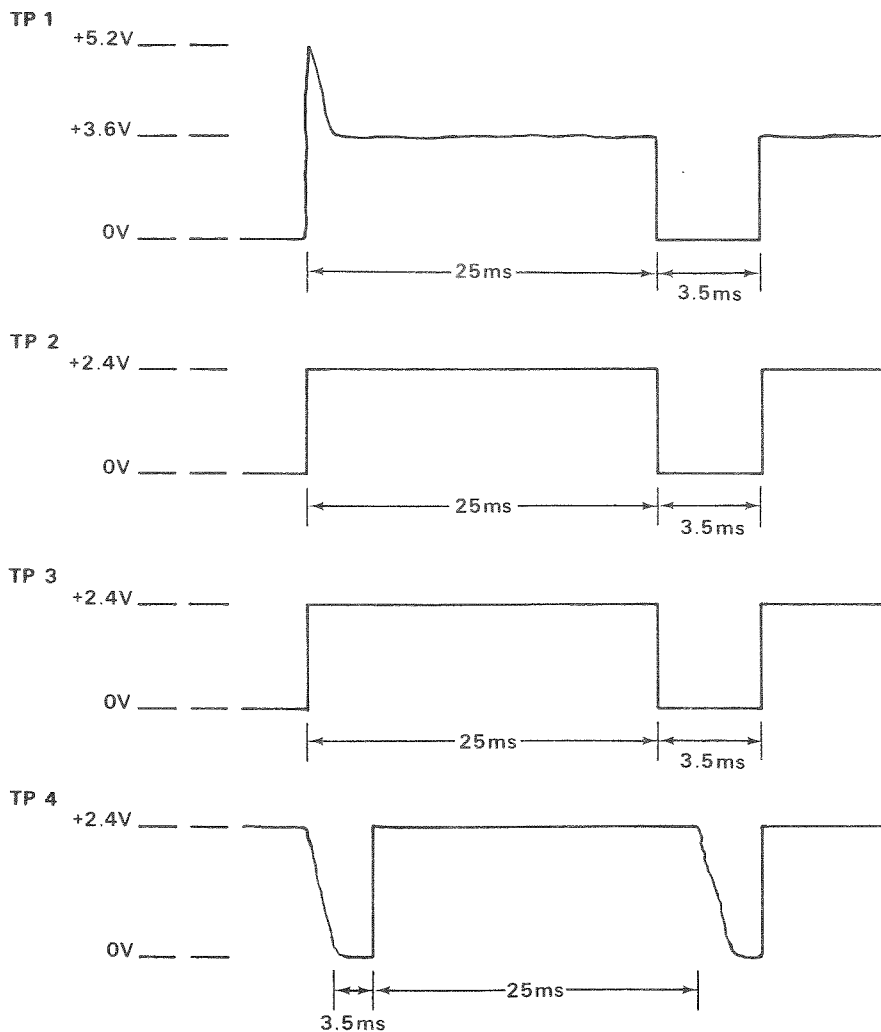 TP 1
+5.2V
+3.6V
0V
25ms
3.5ms
TP 2
+2.4V
0V
25ms
3.5ms
TP 3
+2.4V
0V
25ms
3.5ms
TP 4
+2.4V
0V
25ms
3.5ms